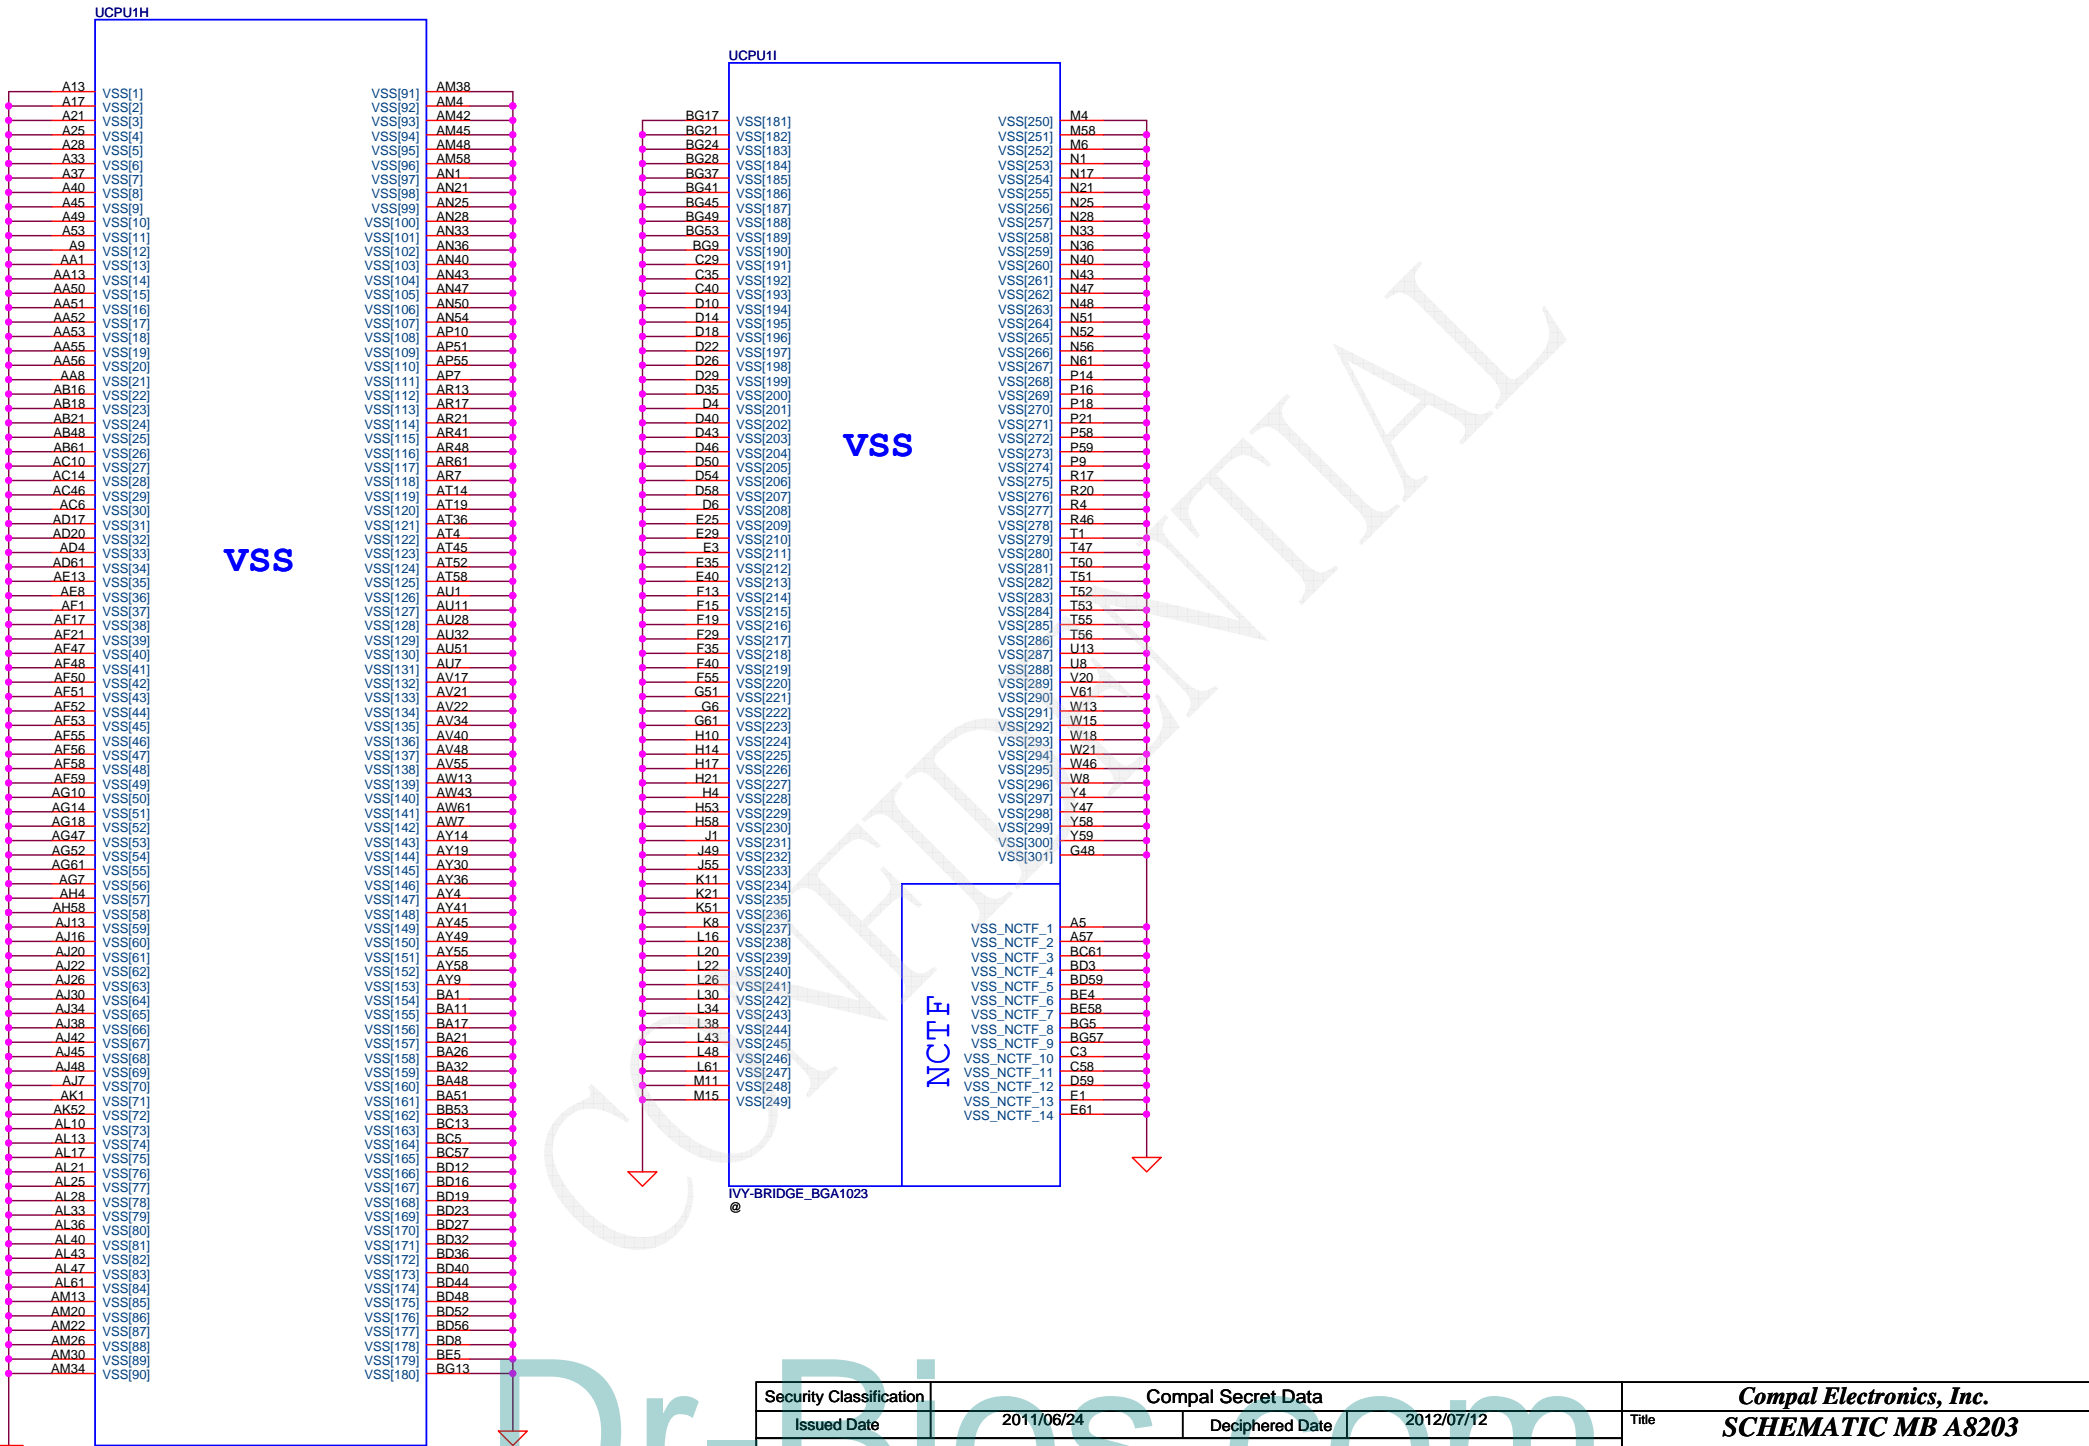 UCPU1H
A13 VSS[1] VSS[91] AM38
A17 VSS[2] VSS[92] AM4
A21 VSS[3] VSS[93] AM42
A25 VSS[4] VSS[94] AM45
A28 VSS[5] VSS[95] AM48
A33 VSS[6] VSS[96] AM58
A37 VSS[7] VSS[97] AN1
A40 VSS[8] VSS[98] AN21
A45 VSS[9] VSS[99] AN25
A49 VSS[10] VSS[100] AN28
A53 VSS[11] VSS[101] AN33
A9 VSS[12] VSS[102] AN36
AA1 VSS[13] VSS[103] AN40
AA13 VSS[14] VSS[104] AN43
AA50 VSS[15] VSS[105] AN47
AA51 VSS[16] VSS[106] AN50
AA52 VSS[17] VSS[107] AN54
AA53 VSS[18] VSS[108] AP10
AA55 VSS[19] VSS[109] AP51
AA56 VSS[20] VSS[110] AP55
AA8 VSS[21] VSS[111] AP7
AB16 VSS[22] VSS[112] AR13
AB18 VSS[23] VSS[113] AR17
AB21 VSS[24] VSS[114] AR21
AB48 VSS[25] VSS[115] AR41
AB61 VSS[26] VSS[116] AR48
AC10 VSS[27] VSS[117] AR61
AC14 VSS[28] VSS[118] AR7
AC46 VSS[29] VSS[119] AT14
AC6 VSS[30] VSS[120] AT19
AD17 VSS[31] VSS[121] AT36
AD20 VSS[32] VSS[122] AT4
AD4 VSS[33] VSS[123] AT45
AD61 VSS[34] VSS[124] AT52
AE13 VSS[35] VSS[125] AT58
AE8 VSS[36] VSS[126] AU1
AF1 VSS[37] VSS[127] AU11
AF17 VSS[38] VSS[128] AU28
AF21 VSS[39] VSS[129] AU32
AF47 VSS[40] VSS[130] AU51
AF48 VSS[41] VSS[131] AU7
AF50 VSS[42] VSS[132] AV17
AF51 VSS[43] VSS[133] AV21
AF52 VSS[44] VSS[134] AV22
AF53 VSS[45] VSS[135] AV34
AF55 VSS[46] VSS[136] AV40
AF56 VSS[47] VSS[137] AV48
AF58 VSS[48] VSS[138] AV55
AF59 VSS[49] VSS[139] AW13
AG10 VSS[50] VSS[140] AW43
AG14 VSS[51] VSS[141] AW61
AG18 VSS[52] VSS[142] AW7
AG47 VSS[53] VSS[143] AY14
AG52 VSS[54] VSS[144] AY19
AG61 VSS[55] VSS[145] AY30
AG7 VSS[56] VSS[146] AY36
AH4 VSS[57] VSS[147] AY4
AH58 VSS[58] VSS[148] AY41
AJ13 VSS[59] VSS[149] AY45
AJ16 VSS[60] VSS[150] AY49
AJ20 VSS[61] VSS[151] AY55
AJ22 VSS[62] VSS[152] AY58
AJ26 VSS[63] VSS[153] AY9
AJ30 VSS[64] VSS[154] BA1
AJ34 VSS[65] VSS[155] BA11
AJ38 VSS[66] VSS[156] BA17
AJ42 VSS[67] VSS[157] BA21
AJ45 VSS[68] VSS[158] BA26
AJ48 VSS[69] VSS[159] BA32
AJ7 VSS[70] VSS[160] BA48
AK1 VSS[71] VSS[161] BA51
AK52 VSS[72] VSS[162] BB53
AL10 VSS[73] VSS[163] BC13
AL13 VSS[74] VSS[164] BC5
AL17 VSS[75] VSS[165] BC57
AL21 VSS[76] VSS[166] BD12
AL25 VSS[77] VSS[167] BD16
AL28 VSS[78] VSS[168] BD19
AL33 VSS[79] VSS[169] BD23
AL36 VSS[80] VSS[170] BD27
AL40 VSS[81] VSS[171] BD32
AL43 VSS[82] VSS[172] BD36
AL47 VSS[83] VSS[173] BD40
AL61 VSS[84] VSS[174] BD44
AM13 VSS[85] VSS[175] BD48
AM20 VSS[86] VSS[176] BD52
AM22 VSS[87] VSS[177] BD56
AM26 VSS[88] VSS[178] BD8
AM30 VSS[89] VSS[179] BE5
AM34 VSS[90] VSS[180] BG13
VSS
UCPU1I
BG17 VSS[181] VSS[250] M4
BG21 VSS[182] VSS[251] M58
BG24 VSS[183] VSS[252] M6
BG28 VSS[184] VSS[253] N1
BG37 VSS[185] VSS[254] N17
BG41 VSS[186] VSS[255] N21
BG45 VSS[187] VSS[256] N25
BG49 VSS[188] VSS[257] N28
BG53 VSS[189] VSS[258] N33
BG9 VSS[190] VSS[259] N36
C29 VSS[191] VSS[260] N40
C35 VSS[192] VSS[261] N43
C40 VSS[193] VSS[262] N47
D10 VSS[194] VSS[263] N48
D14 VSS[195] VSS[264] N51
D18 VSS[196] VSS[265] N52
D22 VSS[197] VSS[266] N56
D26 VSS[198] VSS[267] N61
D29 VSS[199] VSS[268] P14
D35 VSS[200] VSS[269] P16
D4 VSS[201] VSS[270] P18
D40 VSS[202] VSS[271] P21
D43 VSS[203] VSS[272] P58
D46 VSS[204] VSS[273] P59
D50 VSS[205] VSS[274] P9
D54 VSS[206] VSS[275] R17
D58 VSS[207] VSS[276] R20
D6 VSS[208] VSS[277] R4
E25 VSS[209] VSS[278] R46
E29 VSS[210] VSS[279] T1
E3 VSS[211] VSS[280] T47
E35 VSS[212] VSS[281] T50
E40 VSS[213] VSS[282] T51
F13 VSS[214] VSS[283] T52
F15 VSS[215] VSS[284] T53
F19 VSS[216] VSS[285] T55
F29 VSS[217] VSS[286] T56
F35 VSS[218] VSS[287] U13
F40 VSS[219] VSS[288] U8
F55 VSS[220] VSS[289] V20
G51 VSS[221] VSS[290] V61
G6 VSS[222] VSS[291] W13
G61 VSS[223] VSS[292] W15
H10 VSS[224] VSS[293] W18
H14 VSS[225] VSS[294] W21
H17 VSS[226] VSS[295] W46
H21 VSS[227] VSS[296] W8
H4 VSS[228] VSS[297] Y4
H53 VSS[229] VSS[298] Y47
H58 VSS[230] VSS[299] Y58
J1 VSS[231] VSS[300] Y59
J49 VSS[232] VSS[301] G48
J55 VSS[233]
K11 VSS[234]
K21 VSS[235]
K51 VSS[236]
K8 VSS[237] VSS_NCTF_1 A5
L16 VSS[238] VSS_NCTF_2 A57
L20 VSS[239] VSS_NCTF_3 BC61
L22 VSS[240] VSS_NCTF_4 BD3
L26 VSS[241] VSS_NCTF_5 BD59
L30 VSS[242] VSS_NCTF_6 BE4
L34 VSS[243] VSS_NCTF_7 BE58
L38 VSS[244] VSS_NCTF_8 BG5
L43 VSS[245] VSS_NCTF_9 BG57
L48 VSS[246] VSS_NCTF_10 C3
L61 VSS[247] VSS_NCTF_11 C58
M11 VSS[248] VSS_NCTF_12 D59
M15 VSS[249] VSS_NCTF_13 E1
VSS_NCTF_14 E61
VSS
NCTF
IVY-BRIDGE_BGA1023
@
CONFIDENTIAL
Dr-Bios.com
Security Classification Compal Secret Data
Issued Date 2011/06/24 Deciphered Date 2012/07/12
Compal Electronics, Inc.
Title SCHEMATIC MB A8203